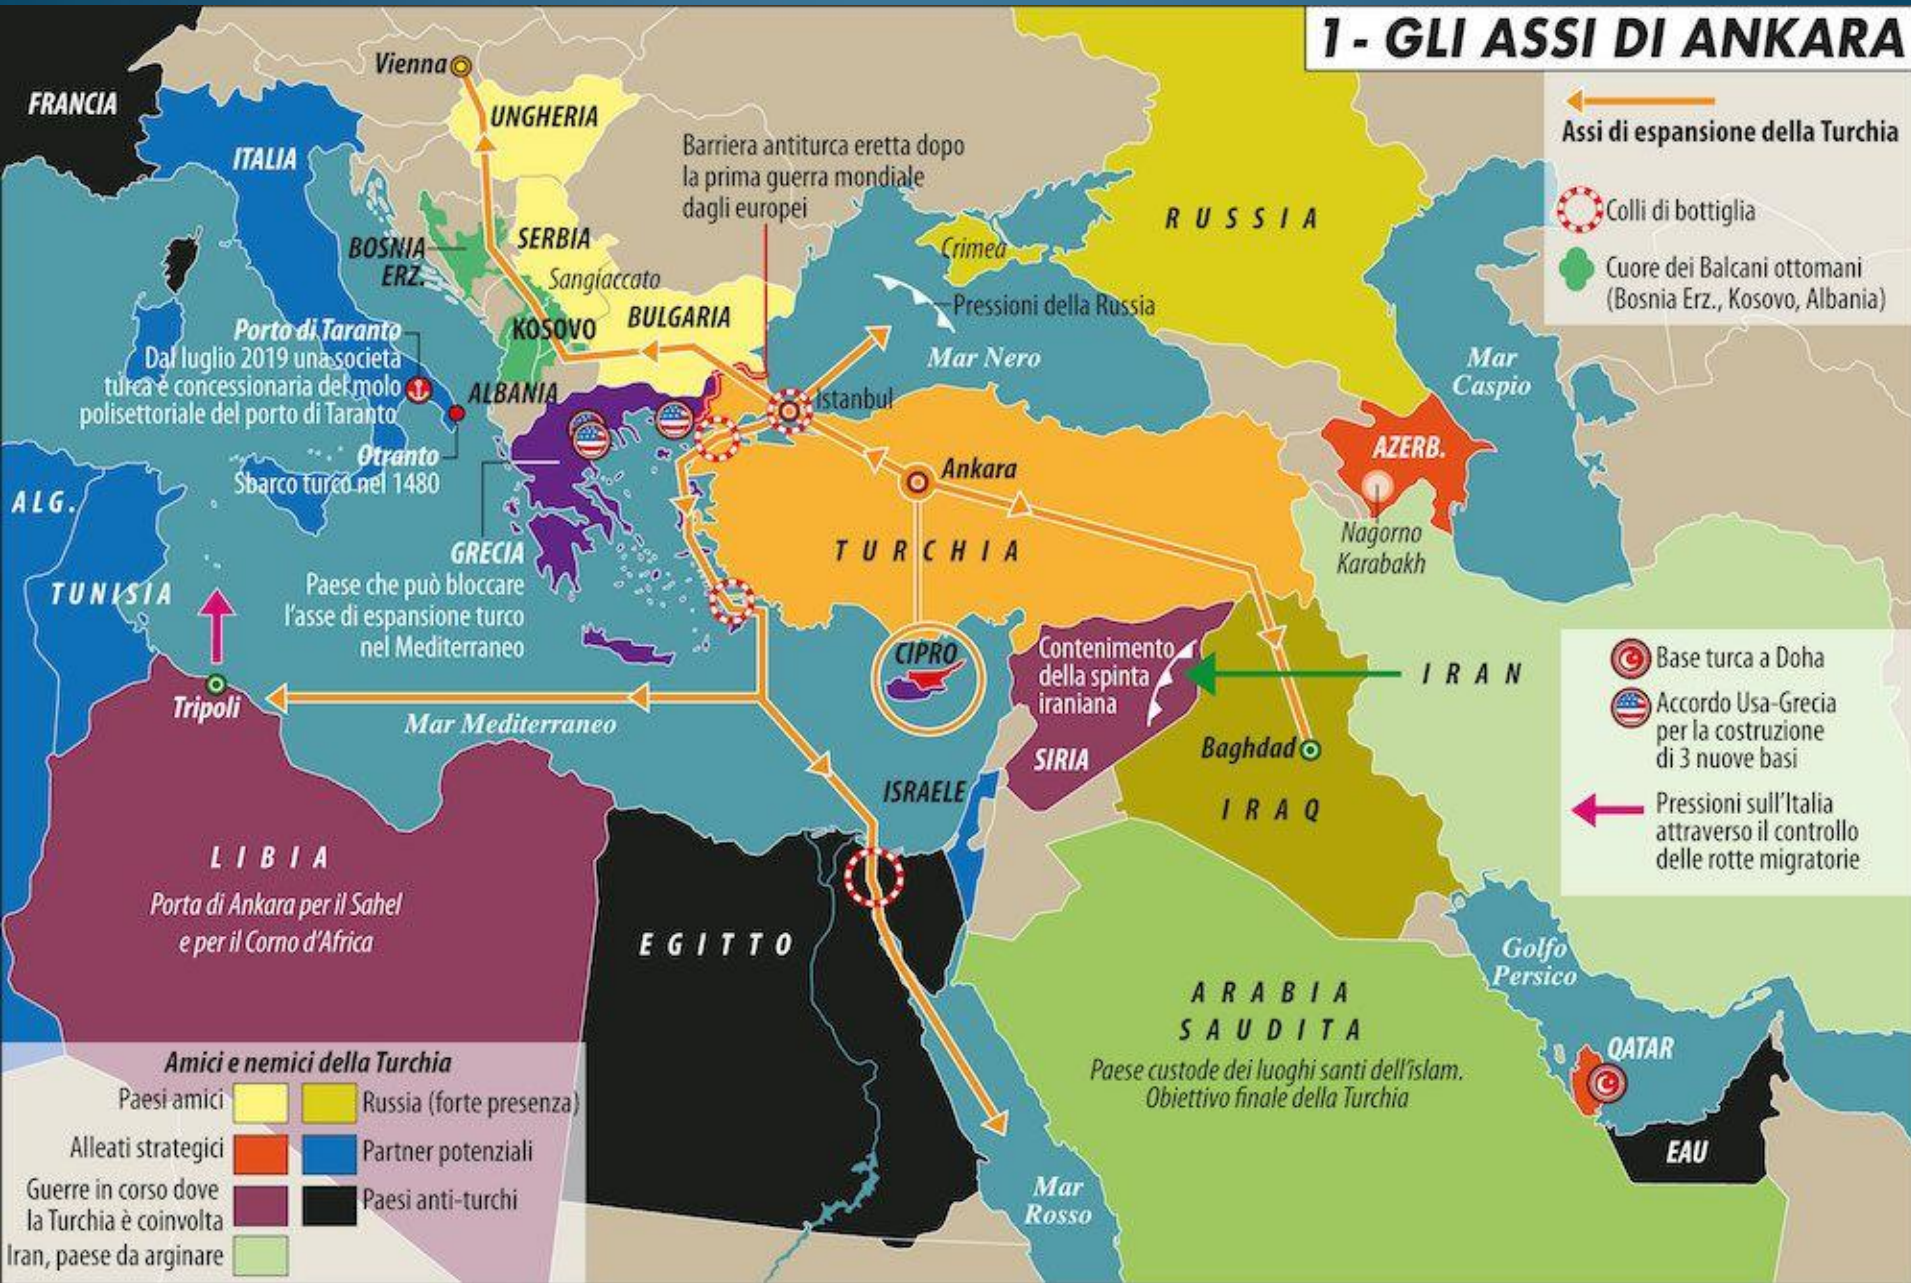 1 - GLI ASSI DI ANKARA
Assi di espansione della Turchia
Colli di bottiglia
Cuore dei Balcani ottomani
(Bosnia Erz., Kosovo, Albania)
FRANCIA
Vienna
UNGHERIA
ITALIA
Barriera antiturca eretta dopo
la prima guerra mondiale
dagli europei
RUSSIA
BOSNIA
ERZ.
SERBIA
Sangiaccato
Crimea
Pressioni della Russia
KOSOVO
BULGARIA
Mar Nero
Mar
Caspio
Porto di Taranto
Dal luglio 2019 una società
turca è concessionaria del molo
polisettoriale del porto di Taranto
ALBANIA
Istanbul
Otranto
Sbarco turco nel 1480
Ankara
AZERB.
Nagorno
Karabakh
ALG.
TUNISIA
GRECIA
Paese che può bloccare
l'asse di espansione turco
nel Mediterraneo
TURCHIA
CIPRO
Contenimento
della spinta
iraniana
SIRIA
IRAN
Base turca a Doha
Accordo Usa-Grecia
per la costruzione
di 3 nuove basi
Pressioni sull'Italia
attraverso il controllo
delle rotte migratorie
Tripoli
Mar Mediterraneo
Baghdad
ISRAELE
IRAQ
LIBIA
Porta di Ankara per il Sahel
e per il Corno d'Africa
EGITTO
Golfo
Persico
ARABIA
SAUDITA
Paese custode dei luoghi santi dell'islam.
Obiettivo finale della Turchia
QATAR
EAU
Mar
Rosso
Amici e nemici della Turchia
Paesi amici
Russia (forte presenza)
Alleati strategici
Partner potenziali
Guerre in corso dove
la Turchia è coinvolta
Paesi anti-turchi
Iran, paese da arginare